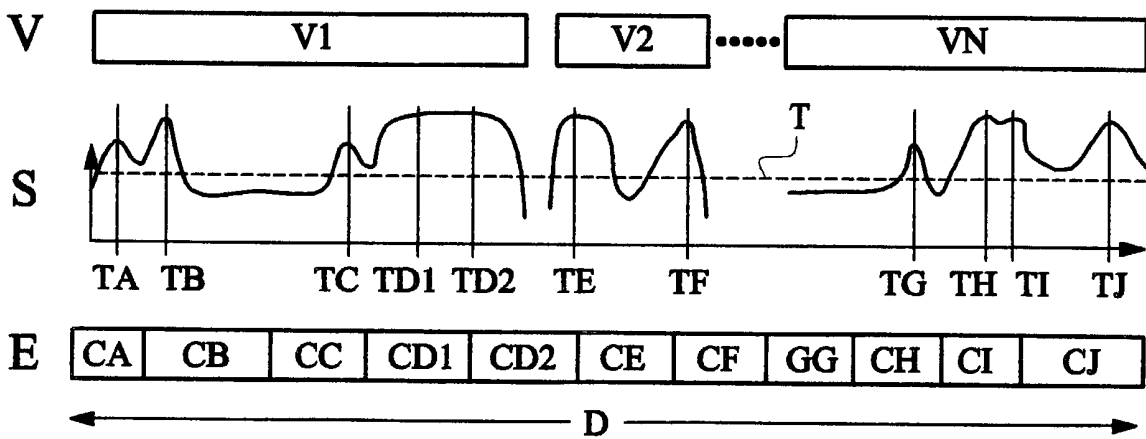 V V1 V2 VN
T
S
TA TB TC TD1 TD2 TE TF TG TH TI TJ
E CA CB CC CD1 CD2 CE CF GG CH CI CJ
D